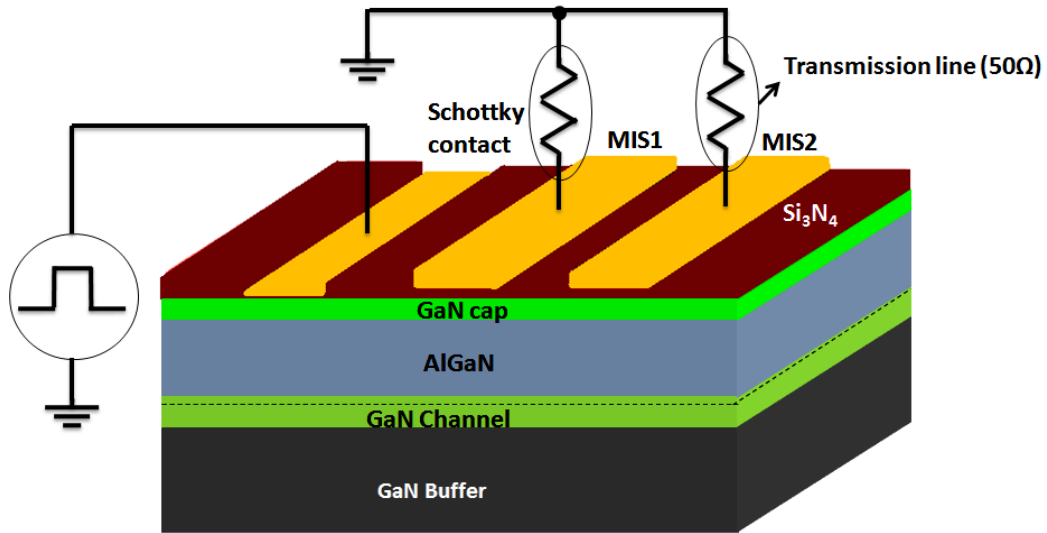 Transmission line (50Ω)
Schottky
contact
MIS1
MIS2
Si₃N₄
GaN cap
AlGaN
GaN Channel
GaN Buffer